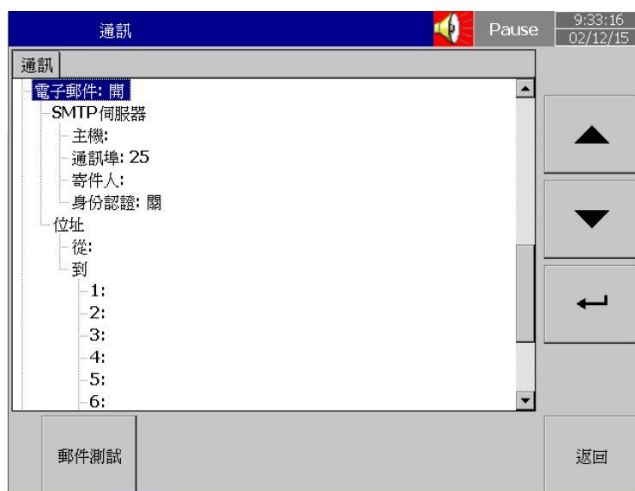 通訊
Pause
9:33:16
02/12/15
通訊
電子郵件: 開
SMTP伺服器
主機:
通訊埠: 25
寄件人:
身份認證: 關
位址
從:
到
1:
2:
3:
4:
5:
6:
郵件測試
返回